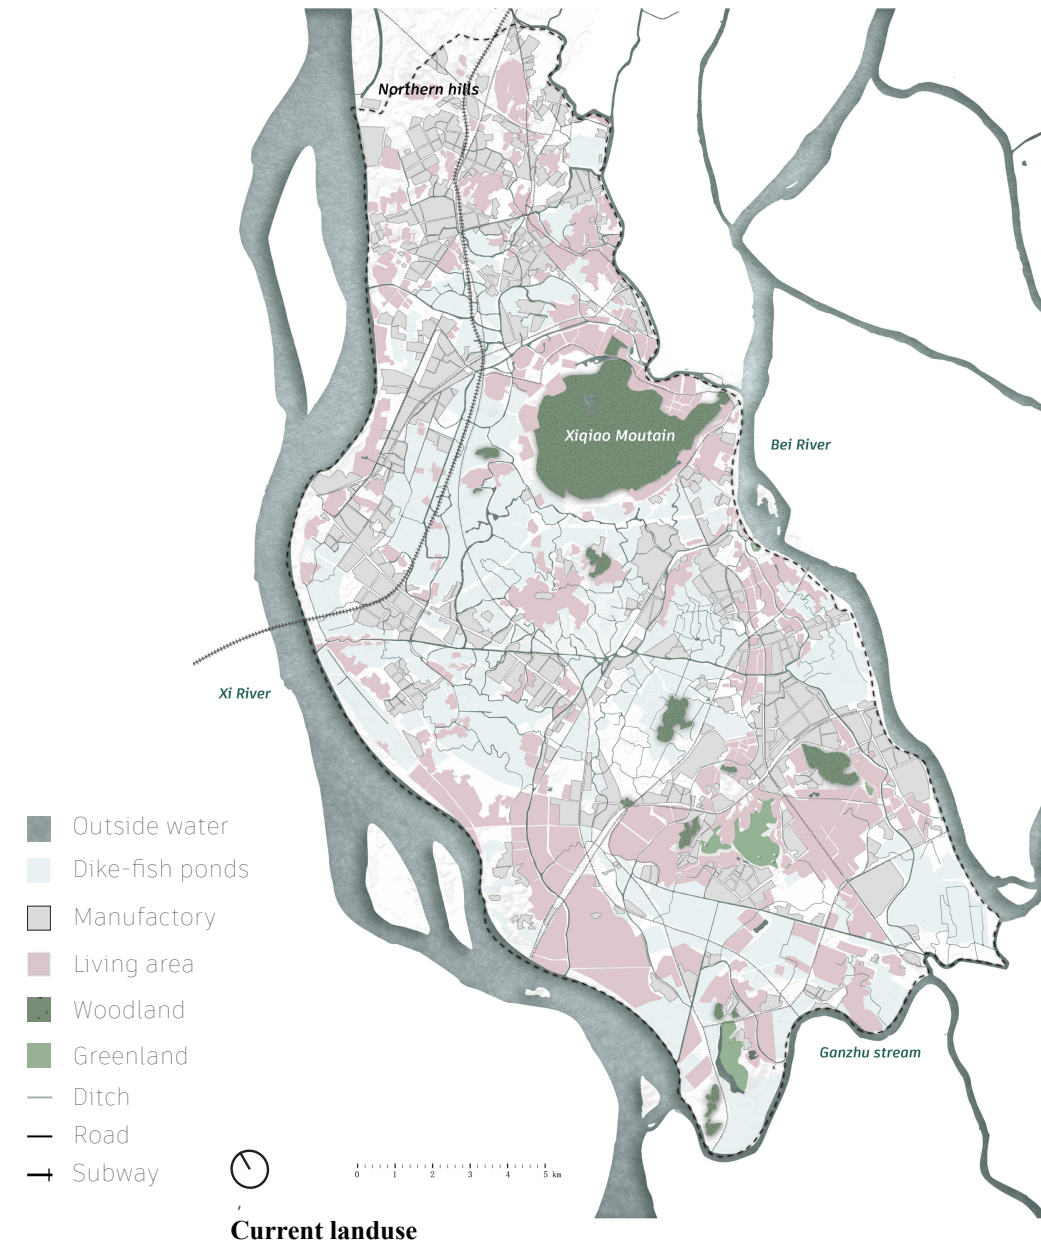 Northern hills
Xiqiao Moutain
Bei River
Xi River
Ganzhu stream
Outside water
Dike-fish ponds
Manufactory
Living area
Woodland
Greenland
Ditch
Road
Subway
0 1 2 3 4 5 km
Current landuse